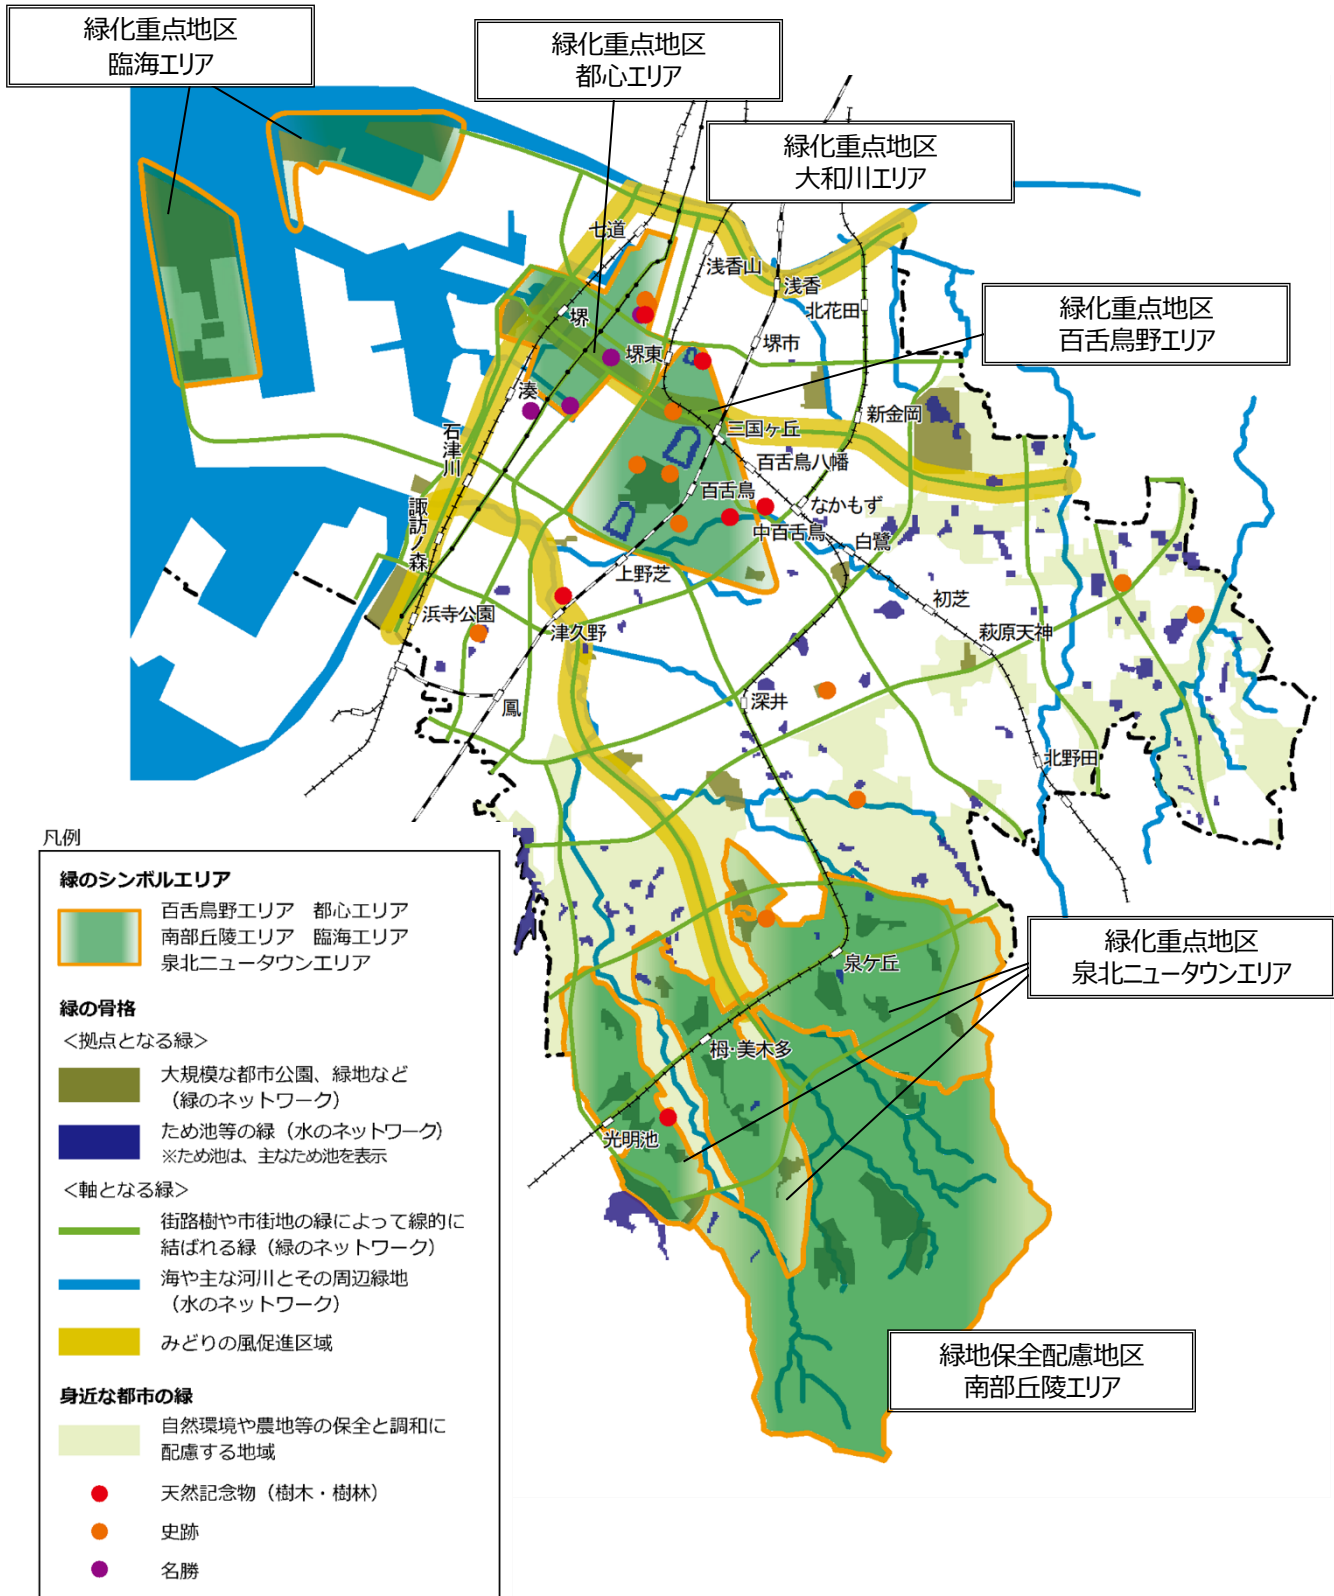 緑化重点地区
臨海エリア
緑化重点地区
都心エリア
緑化重点地区
大和川エリア
緑化重点地区
百舌鳥野エリア
七道
浅香山
浅香
北花田
堺
堺東
堺市
湊
新金岡
三国ヶ丘
石津川
百舌鳥八幡
百舌鳥
なかもず
諏訪ノ森
中百舌鳥
白鷺
上野芝
初芝
浜寺公園
津久野
萩原天神
鳳
深井
北野田
緑化重点地区
泉北ニュータウンエリア
泉ケ丘
栂・美木多
光明池
緑地保全配慮地区
南部丘陵エリア
凡例
緑のシンボルエリア
百舌鳥野エリア 都心エリア
南部丘陵エリア 臨海エリア
泉北ニュータウンエリア
緑の骨格
<拠点となる緑>
大規模な都市公園、緑地など
（緑のネットワーク）
ため池等の緑（水のネットワーク）
※ため池は、主なため池を表示
<軸となる緑>
街路樹や市街地の緑によって線的に
結ばれる緑（緑のネットワーク）
海や主な河川とその周辺緑地
（水のネットワーク）
みどりの風促進区域
身近な都市の緑
自然環境や農地等の保全と調和に
配慮する地域
天然記念物（樹木・樹林）
史跡
名勝